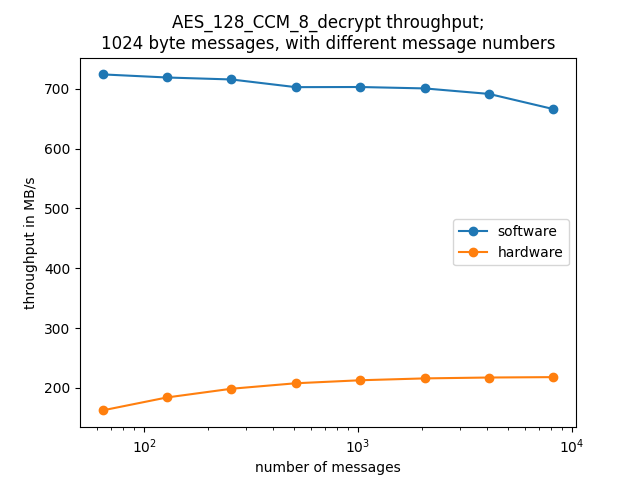 AES_128_CCM_8_decrypt throughput;
1024 byte messages, with different message numbers
throughput in MB/s
700
600
500
400
300
200
software
hardware
10²
10³
10⁴
number of messages